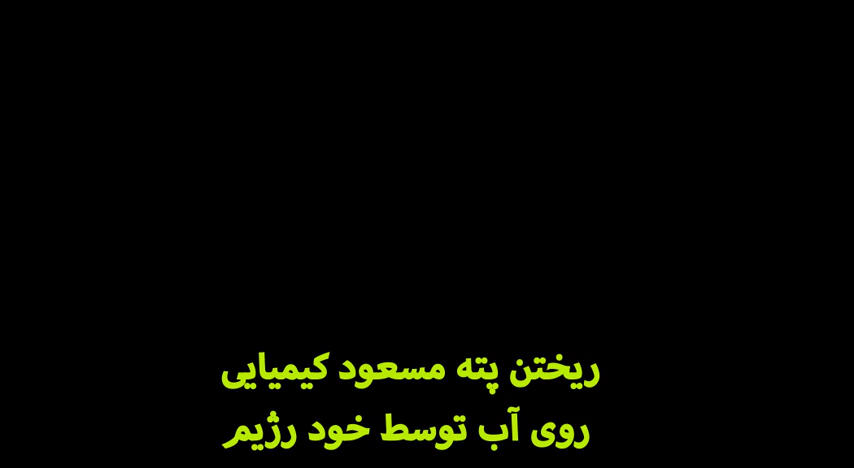 ریختن پته مسعود کیمیایی
روی آب توسط خود رژیم